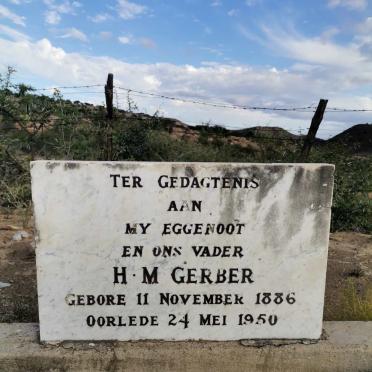 TER GEDAGTENIS
AAN
MY EGGENOOT
EN ONS VADER
H·M GERBER
GEBORE 11 NOVEMBER 1886
OORLEDE 24 MEI 1950